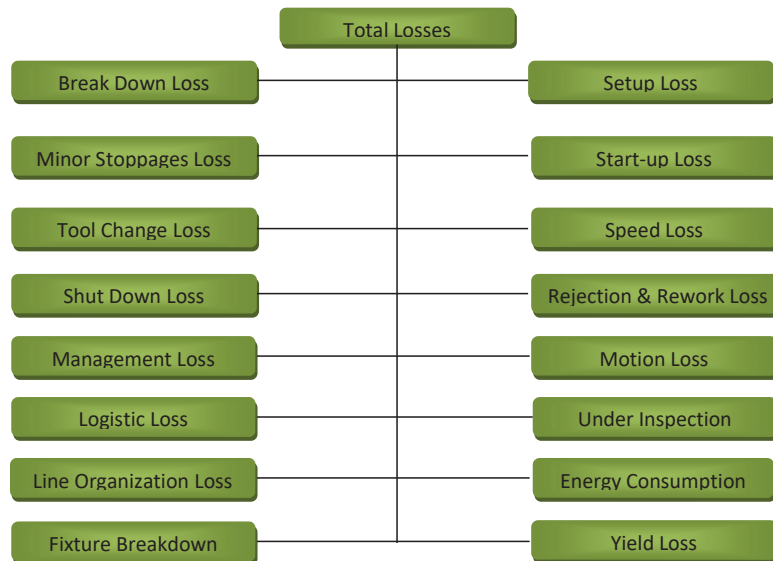 Total Losses
Break Down Loss
Setup Loss
Minor Stoppages Loss
Start-up Loss
Tool Change Loss
Speed Loss
Shut Down Loss
Rejection & Rework Loss
Management Loss
Motion Loss
Logistic Loss
Under Inspection
Line Organization Loss
Energy Consumption
Fixture Breakdown
Yield Loss